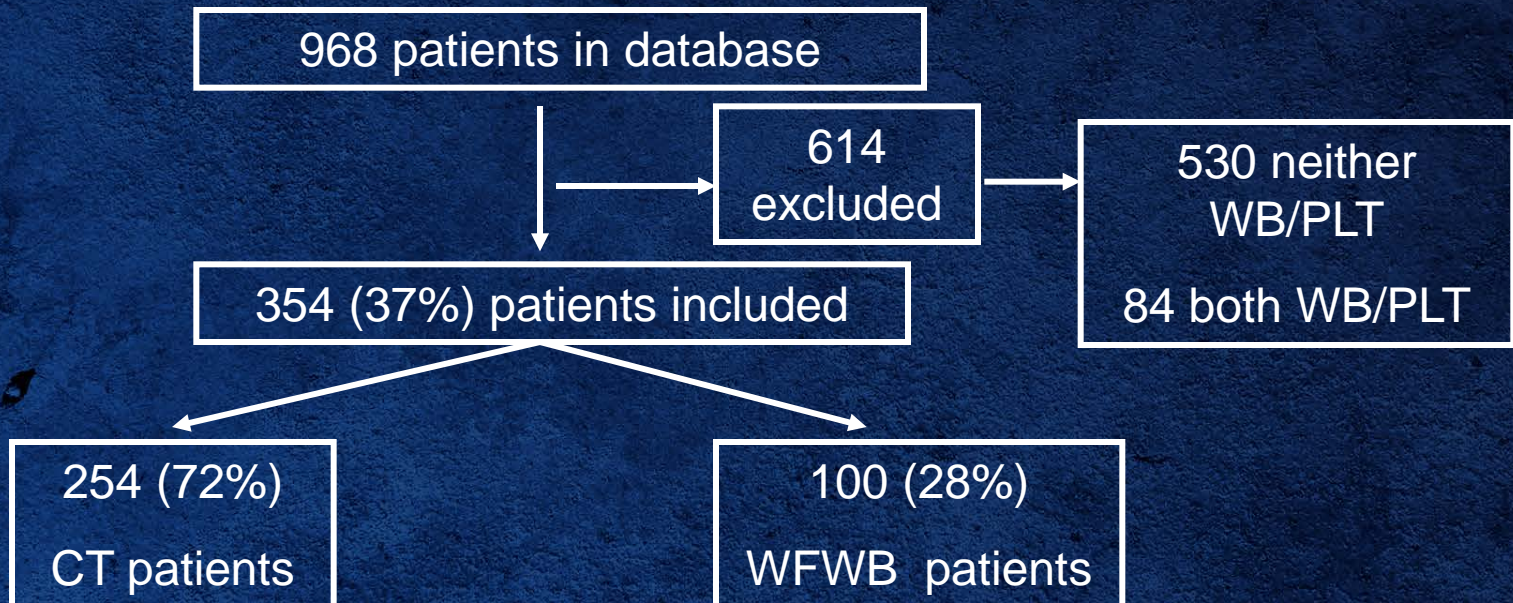 968 patients in database
614
excluded
530 neither
WB/PLT
84 both WB/PLT
354 (37%) patients included
254 (72%)
CT patients
100 (28%)
WFWB patients